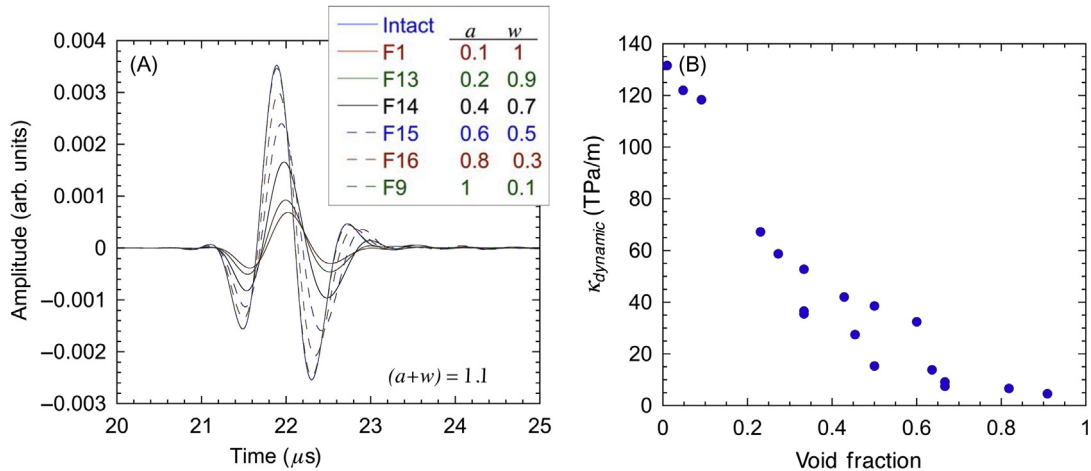 (A)
Intact a w
F1 0.1 1
F13 0.2 0.9
F14 0.4 0.7
F15 0.6 0.5
F16 0.8 0.3
F9 1 0.1
Amplitude (arb. units)
0.004
0.003
0.002
0.001
0
−0.001
−0.002
−0.003
(a+w) = 1.1
20 21 22 23 24 25
Time (μs)
(B)
κdynamic (TPa/m)
140
120
100
80
60
40
20
0
0 0.2 0.4 0.6 0.8 1
Void fraction